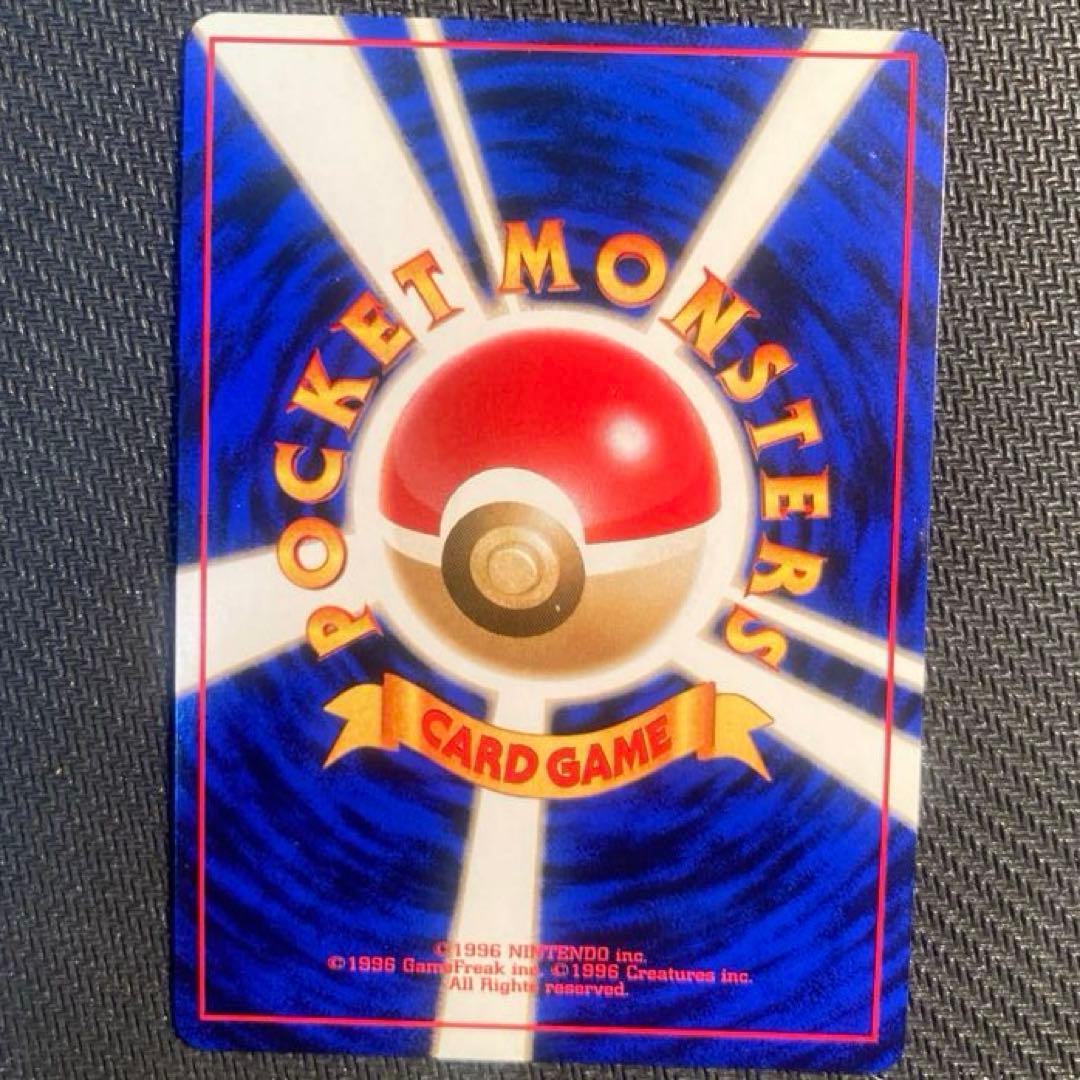 POCKET MONSTERS
CARD GAME
©1996 NINTENDO inc.
©1996 GameFreak inc. ©1996 Creatures inc.
All Rights reserved.